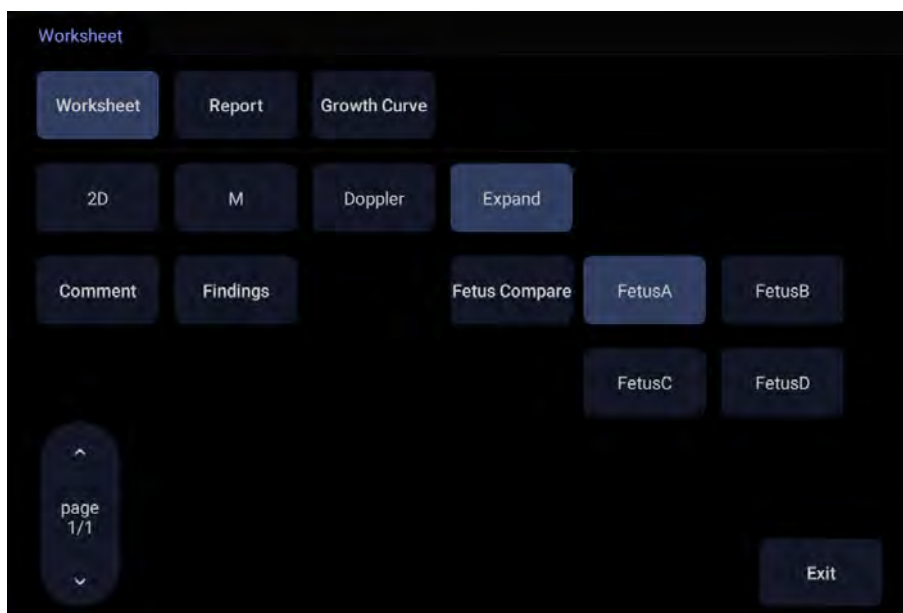 Worksheet
Worksheet Report Growth Curve
2D M Doppler Expand
Comment Findings Fetus Compare FetusA FetusB
FetusC FetusD
page
1/1
Exit